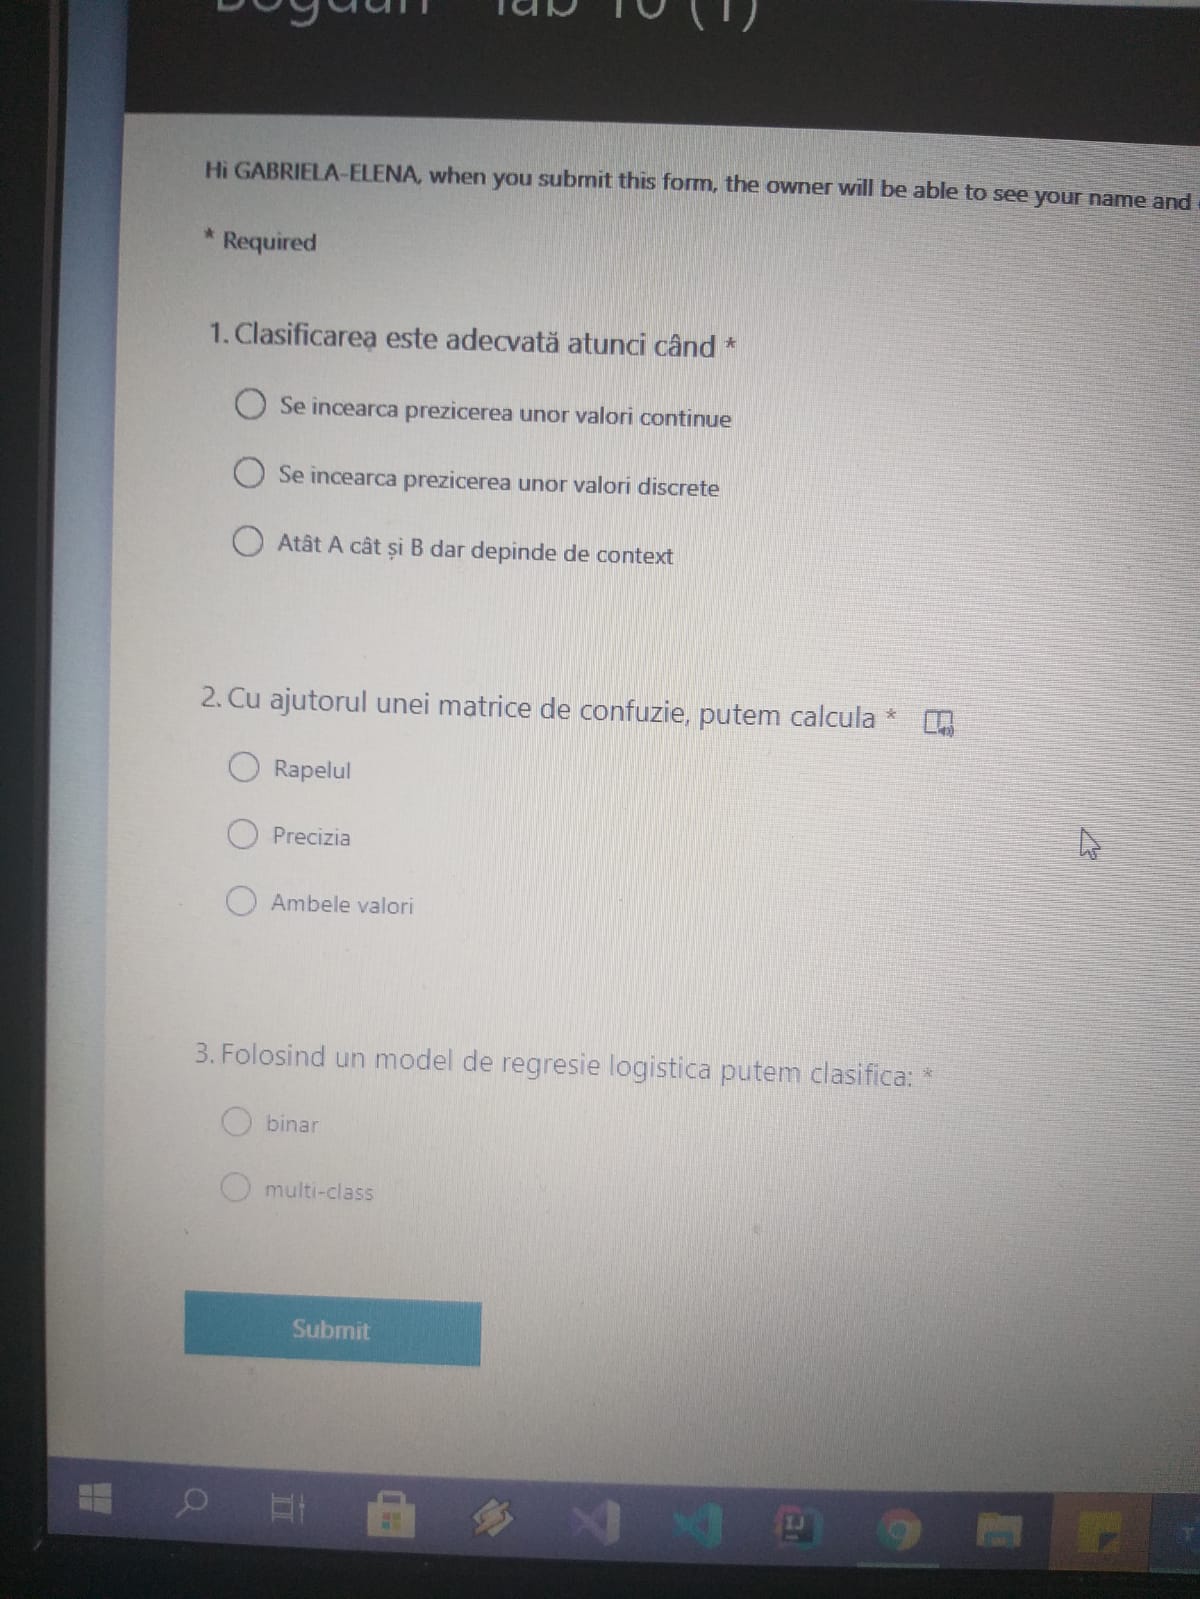 lab 10 (1)
Hi GABRIELA-ELENA, when you submit this form, the owner will be able to see your name and
* Required
1. Clasificarea este adecvată atunci când *
Se incearca prezicerea unor valori continue
Se incearca prezicerea unor valori discrete
Atât A cât și B dar depinde de context
2. Cu ajutorul unei matrice de confuzie, putem calcula *
Rapelul
Precizia
Ambele valori
3. Folosind un model de regresie logistica putem clasifica: *
binar
multi-class
Submit
IJ